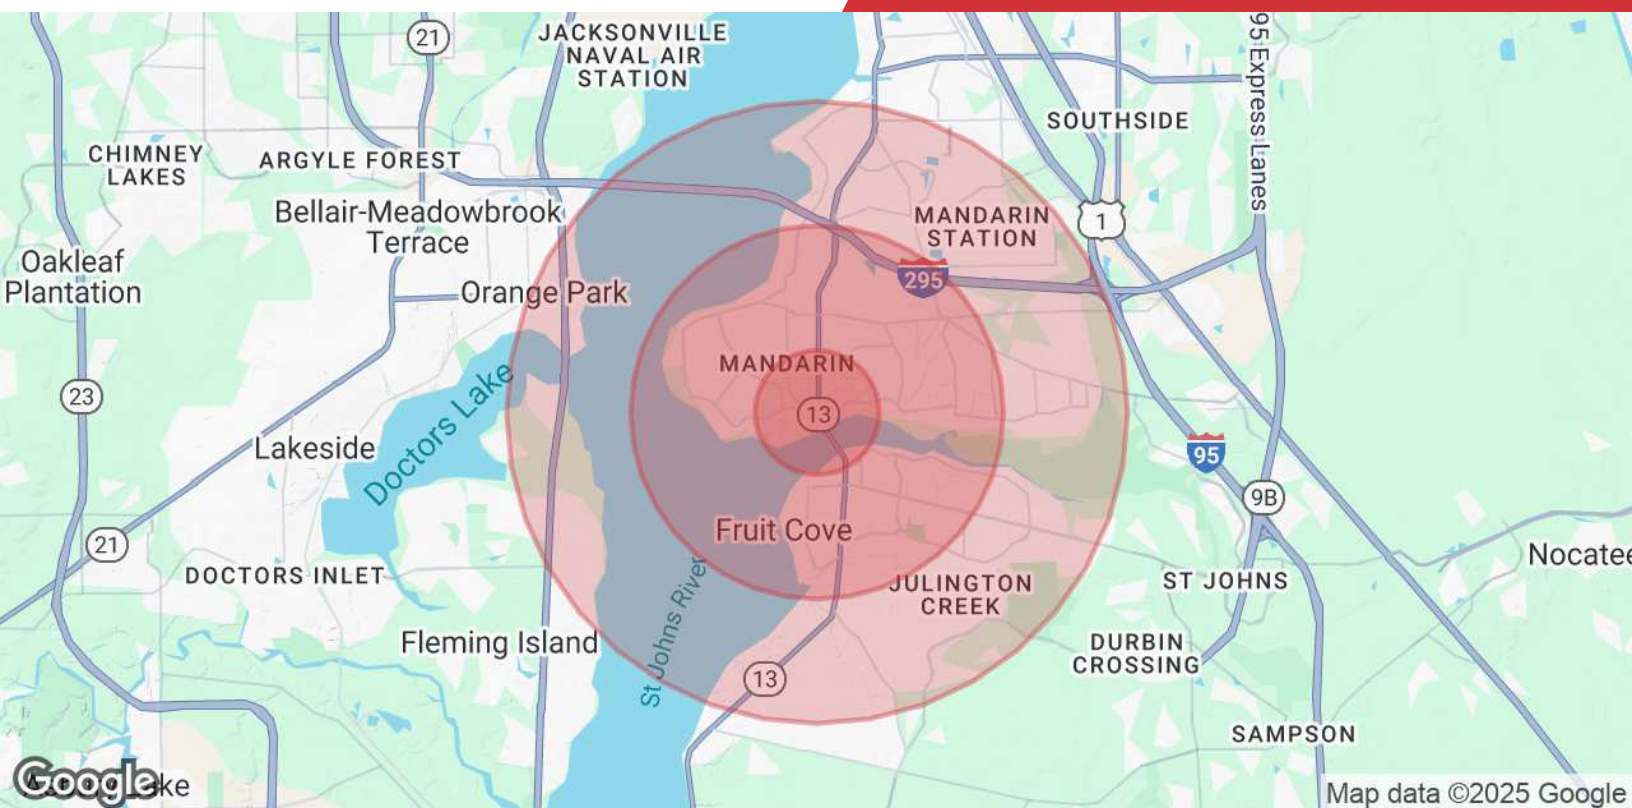 21
JACKSONVILLE
NAVAL AIR
STATION
95 Express Lanes
SOUTHSIDE
CHIMNEY
LAKES
ARGYLE FOREST
Bellair-Meadowbrook
Terrace
MANDARIN
STATION
1
Oakleaf
Plantation
Orange Park
295
MANDARIN
23
13
Doctors Lake
Lakeside
95
9B
21
Fruit Cove
Nocatee
DOCTORS INLET
JULINGTON
CREEK
ST JOHNS
St Johns River
Fleming Island
DURBIN
CROSSING
13
SAMPSON
Google
Map data ©2025 Google